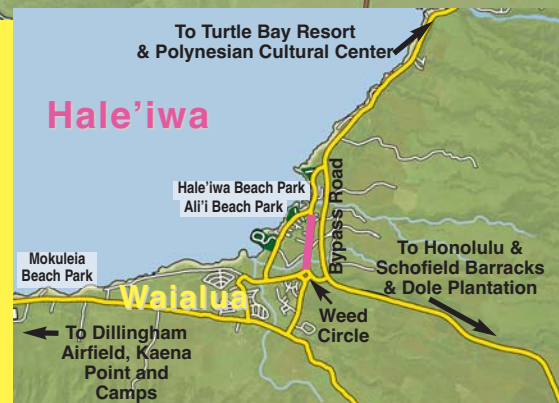 To Turtle Bay Resort
& Polynesian Cultural Center
Hale’iwa
Hale’iwa Beach Park
Ali’i Beach Park
Bypass Road
Mokuleia
Beach Park
Waialua
To Honolulu &
Schofield Barracks
& Dole Plantation
Weed
Circle
To Dillingham
Airfield, Kaena
Point and
Camps